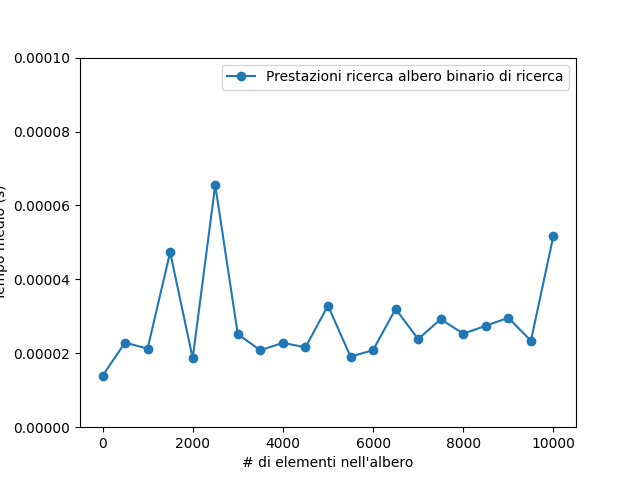 Prestazioni ricerca albero binario di ricerca
0.00010
0.00008
0.00006
0.00004
0.00002
0.00000
Tempo medio (s)
0 2000 4000 6000 8000 10000
# di elementi nell'albero